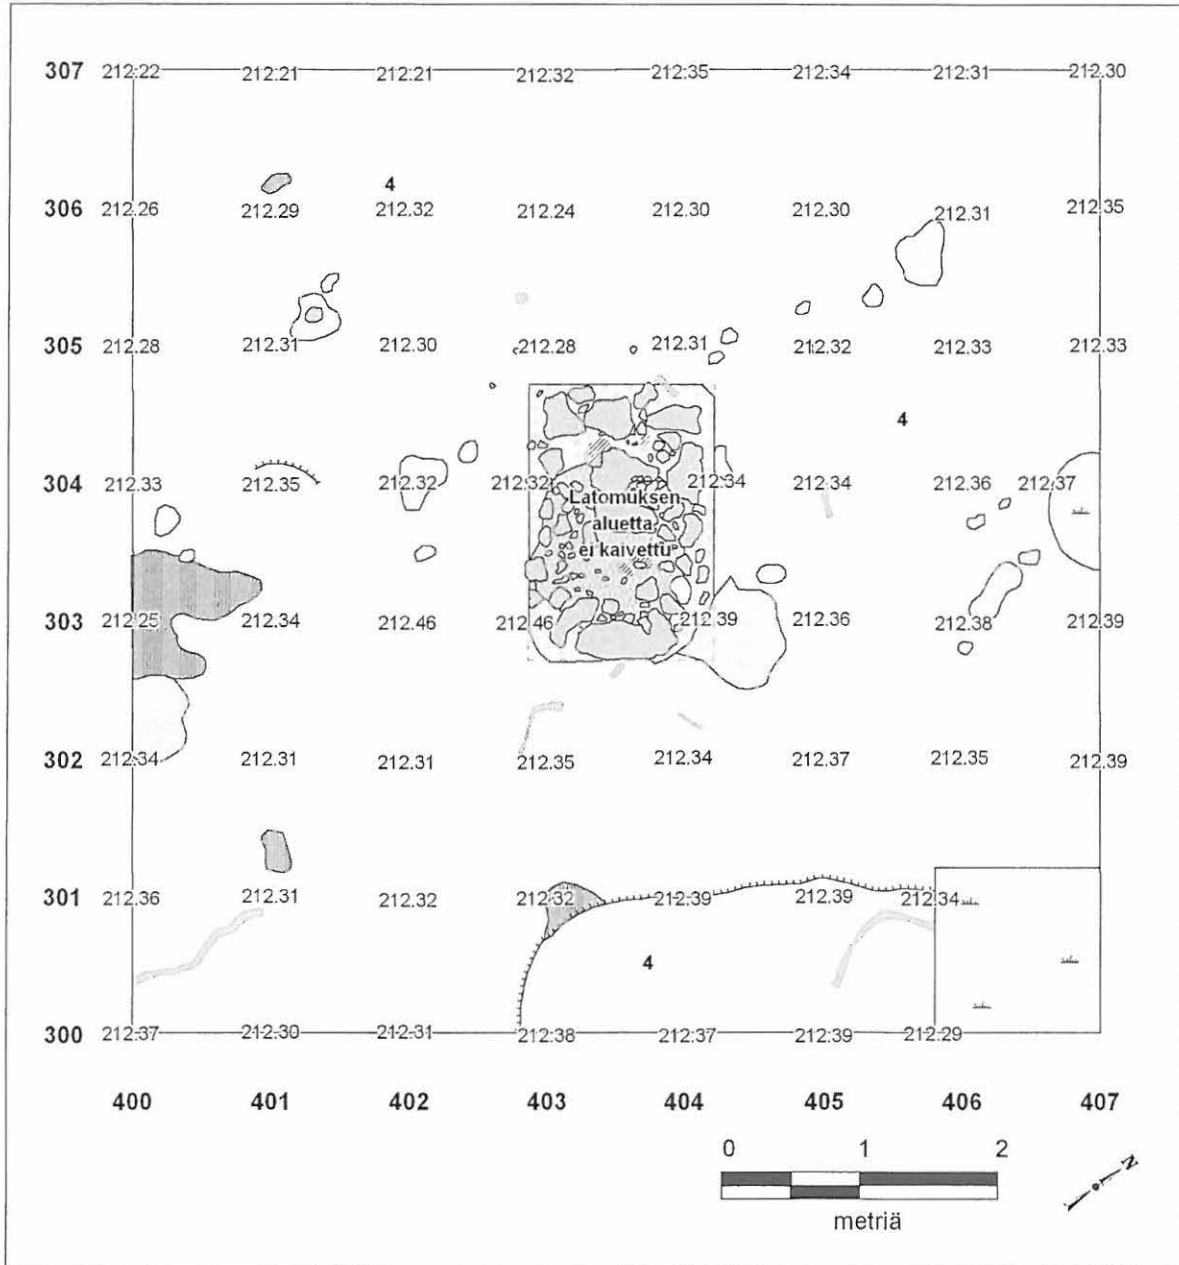 307 212.22 212.21 212.21 212.32 212.35 212.34 212.31 212.30
4
306 212.26 212.29 212.32 212.24 212.30 212.30 212.31 212.35
305 212.28 212.31 212.30 212.28 212.31 212.32 212.33 212.33
4
304 212.33 212.35 212.32 212.32 212.34 212.34 212.36 212.37
Latomuksen
aluetta
ei kaivettu
303 212.25 212.34 212.46 212.46 212.39 212.36 212.38 212.39
302 212.34 212.31 212.31 212.35 212.34 212.37 212.35 212.39
301 212.36 212.31 212.32 212.32 212.39 212.39 212.34
4
300 212.37 212.30 212.31 212.38 212.37 212.39 212.29
400 401 402 403 404 405 406 407
0 1 2
metriä
N